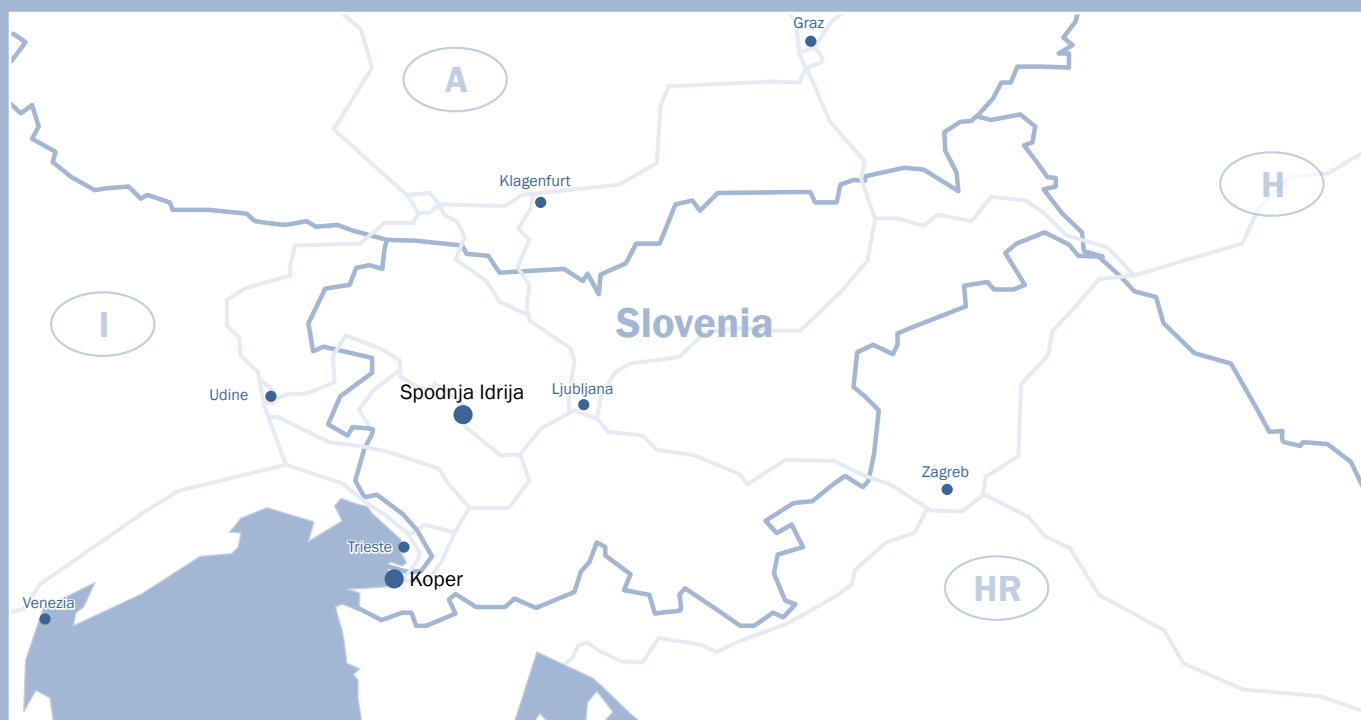 Graz
A
Klagenfurt
H
I
Slovenia
Udine
Spodnja Idrija
Ljubljana
Zagreb
Trieste
Koper
HR
Venezia